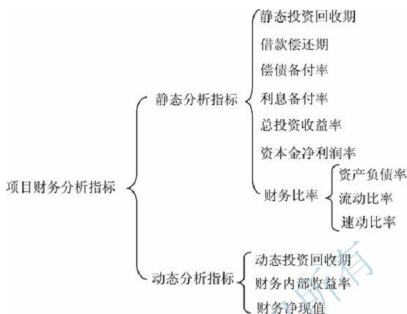 静态投资回收期
借款偿还期
偿债备付率
静态分析指标
利息备付率
总投资收益率
资本金净利润率
项目财务分析指标
财务比率
资产负债率
流动比率
速动比率
动态投资回收期
动态分析指标
财务内部收益率
财务净现值
所有